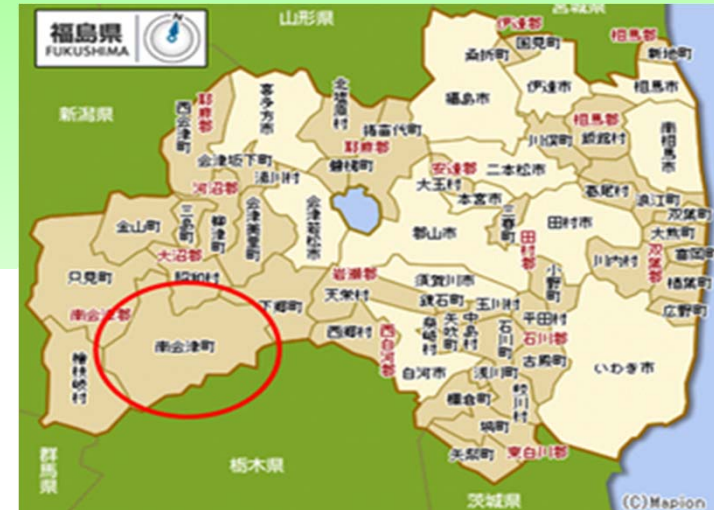 山形県
宮城県
福島県
FUKUSHIMA
N
新潟県
伊達郡
国見町
桑折町
相馬郡
新地町
伊達市
相馬市
福島市
喜多方市
北塩原村
耶麻郡
西会津町
猪苗代町
耶麻郡
磐梯町
相馬郡
飯舘村
川俣町
南相馬市
会津坂下町
湯川村
河沼郡
安達郡
二本松市
大玉村
本宮市
葛尾村
浪江町
双葉町
大熊町
富岡町
楢葉町
広野町
双葉郡
川内村
田村市
三春町
田村郡
小野町
郡山市
会津若松市
会津美里町
柳津町
三島町
金山町
大沼郡
昭和村
只見町
南会津郡
南会津町
檜枝岐村
下郷町
岩瀬郡
天栄村
須賀川市
鏡石町
玉川村
平田村
西郷村
西白河郡
泉崎村
矢吹町
中島村
石川町
石川郡
古殿町
白河市
浅川町
棚倉町
鮫川村
塙町
矢祭町
東白川郡
いわき市
群馬県
栃木県
茨城県
(C)Mapion